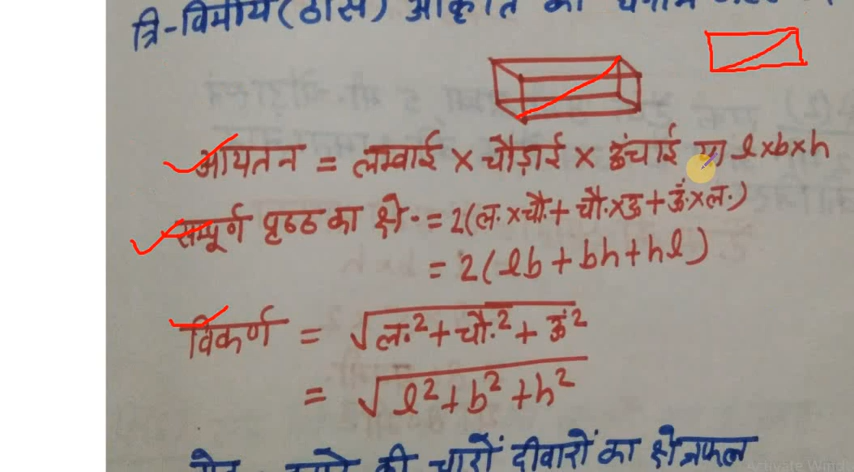 त्रि-विमीय (ठोस) आकृति का
आयतन = लम्बाई × चौड़ाई × ऊंचाई या l×b×h
सम्पूर्ण पृष्ठ का क्षे. = 2(ल.×चौ.+चौ.×ऊ+ऊं.×ल.)
= 2(lb+bh+hl)
विकर्ण = √ल.²+चौ.²+ऊं²
= √l²+b²+h²
की चारों दीवारों का क्षेत्रफल